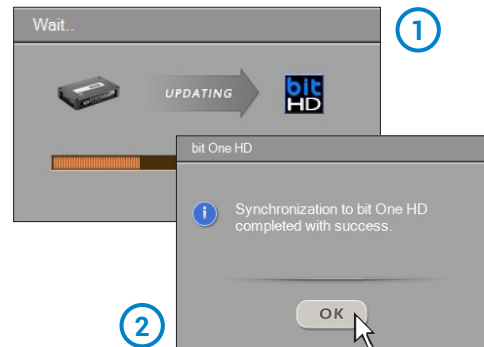 Wait..
1
UPDATING
bit
HD
bit One HD
i
Synchronization to bit One HD
completed with success.
OK
2